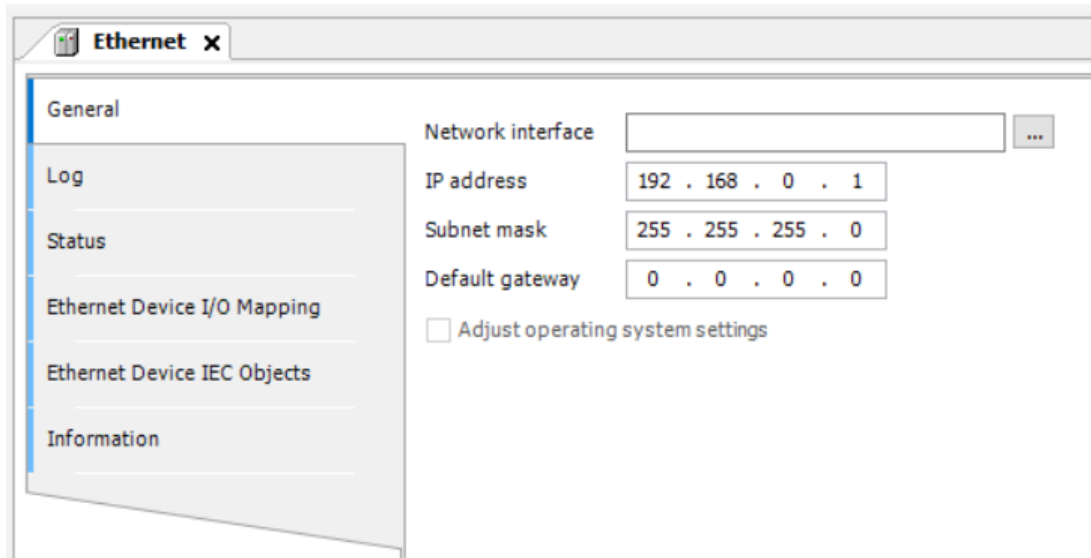 Ethernet
General
Network interface
...
Log
IP address
192 . 168 . 0 . 1
Status
Subnet mask
255 . 255 . 255 . 0
Default gateway
0 . 0 . 0 . 0
Ethernet Device I/O Mapping
Adjust operating system settings
Ethernet Device IEC Objects
Information